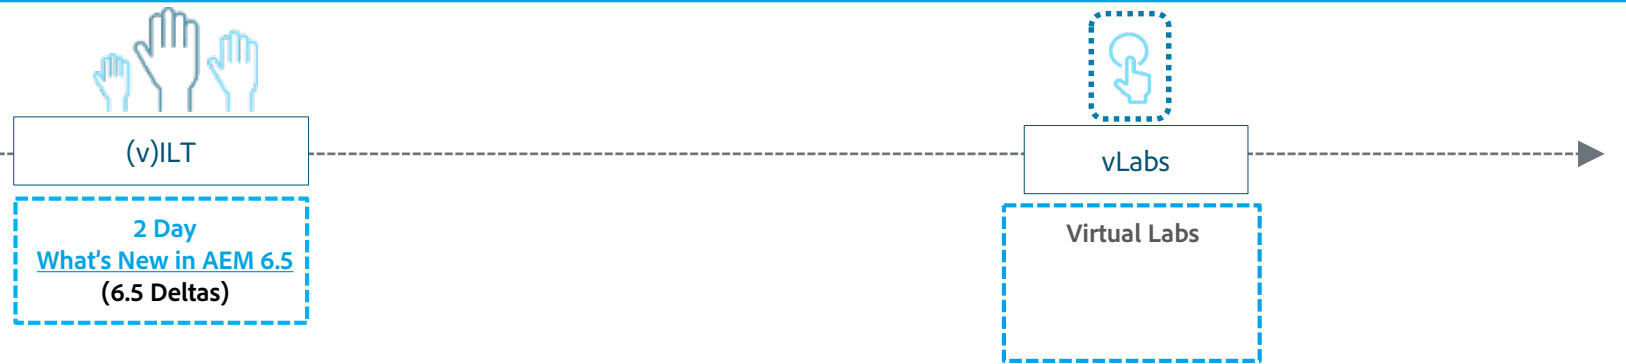 (v)ILT
2 Day
What's New in AEM 6.5
(6.5 Deltas)
vLabs
Virtual Labs